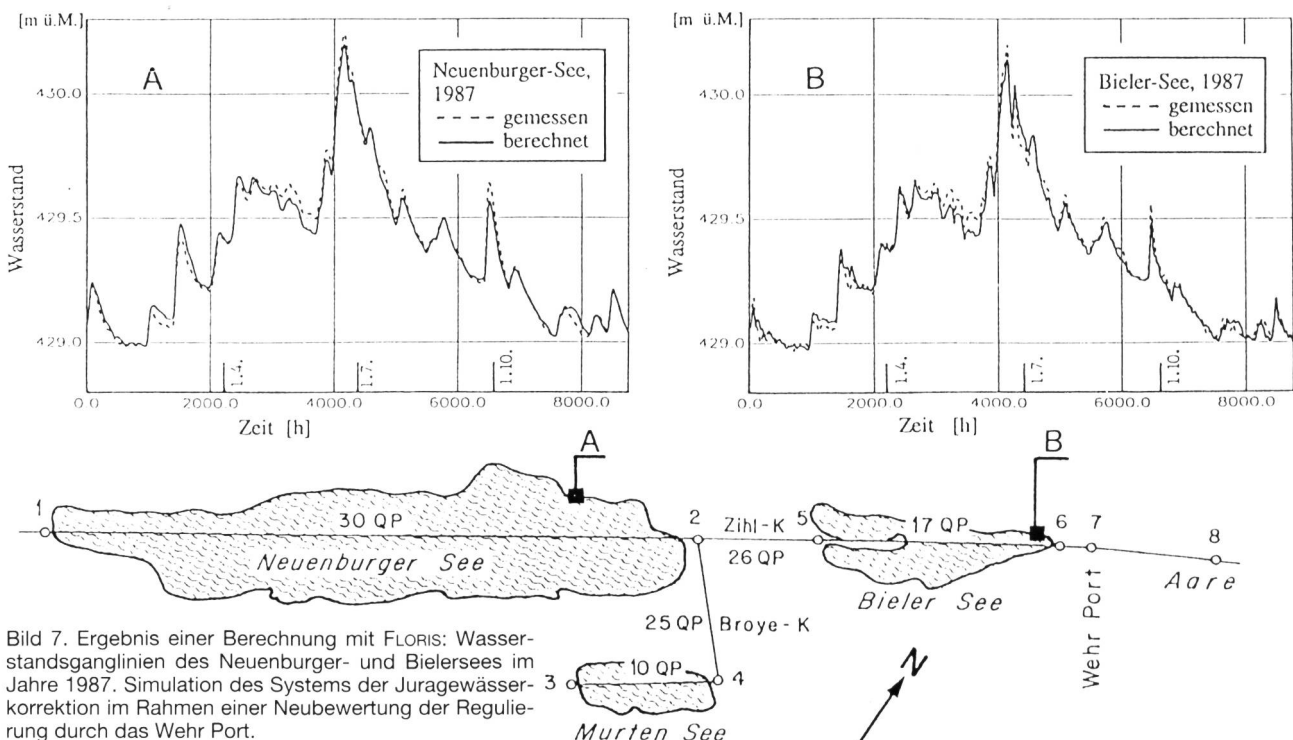 [m ü.M.]
A
Neuenburger-See,
1987
gemessen
berechnet
430.0
429.5
429.0
Wasserstand
1.4.
1.7.
1.10.
0.0 2000.0 4000.0 6000.0 8000.0
Zeit [h]
[m ü.M.]
B
Bieler-See, 1987
gemessen
berechnet
430.0
429.5
429.0
Wasserstand
1.4.
1.7.
1.10.
0.0 2000.0 4000.0 6000.0 8000.0
Zeit [h]
A
B
1
30 QP
Neuenburger See
2
Zihl-K
26 QP
5
17 QP
Bieler See
6
7
8
Wehr Port
Aare
25 QP Broye-K
3
10 QP
4
Murten See
N
Bild 7. Ergebnis einer Berechnung mit FLORIS: Wasser-
standsganglinien des Neuenburger- und Bielersees im
Jahre 1987. Simulation des Systems der Juragewässer-
korrektion im Rahmen einer Neubewertung der Regulie-
rung durch das Wehr Port.